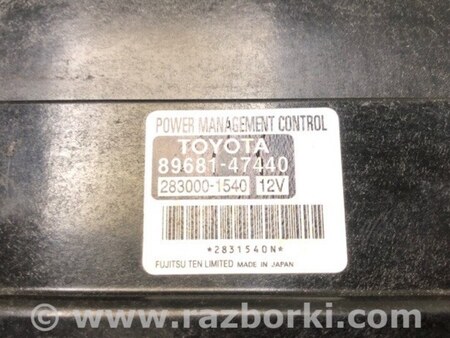 POWER MANAGEMENT CONTROL
TOYOTA
89681-47440
283000-1540 12V
*2831540N*
FUJITSU TEN LIMITED MADE IN JAPAN
www.razborki.com